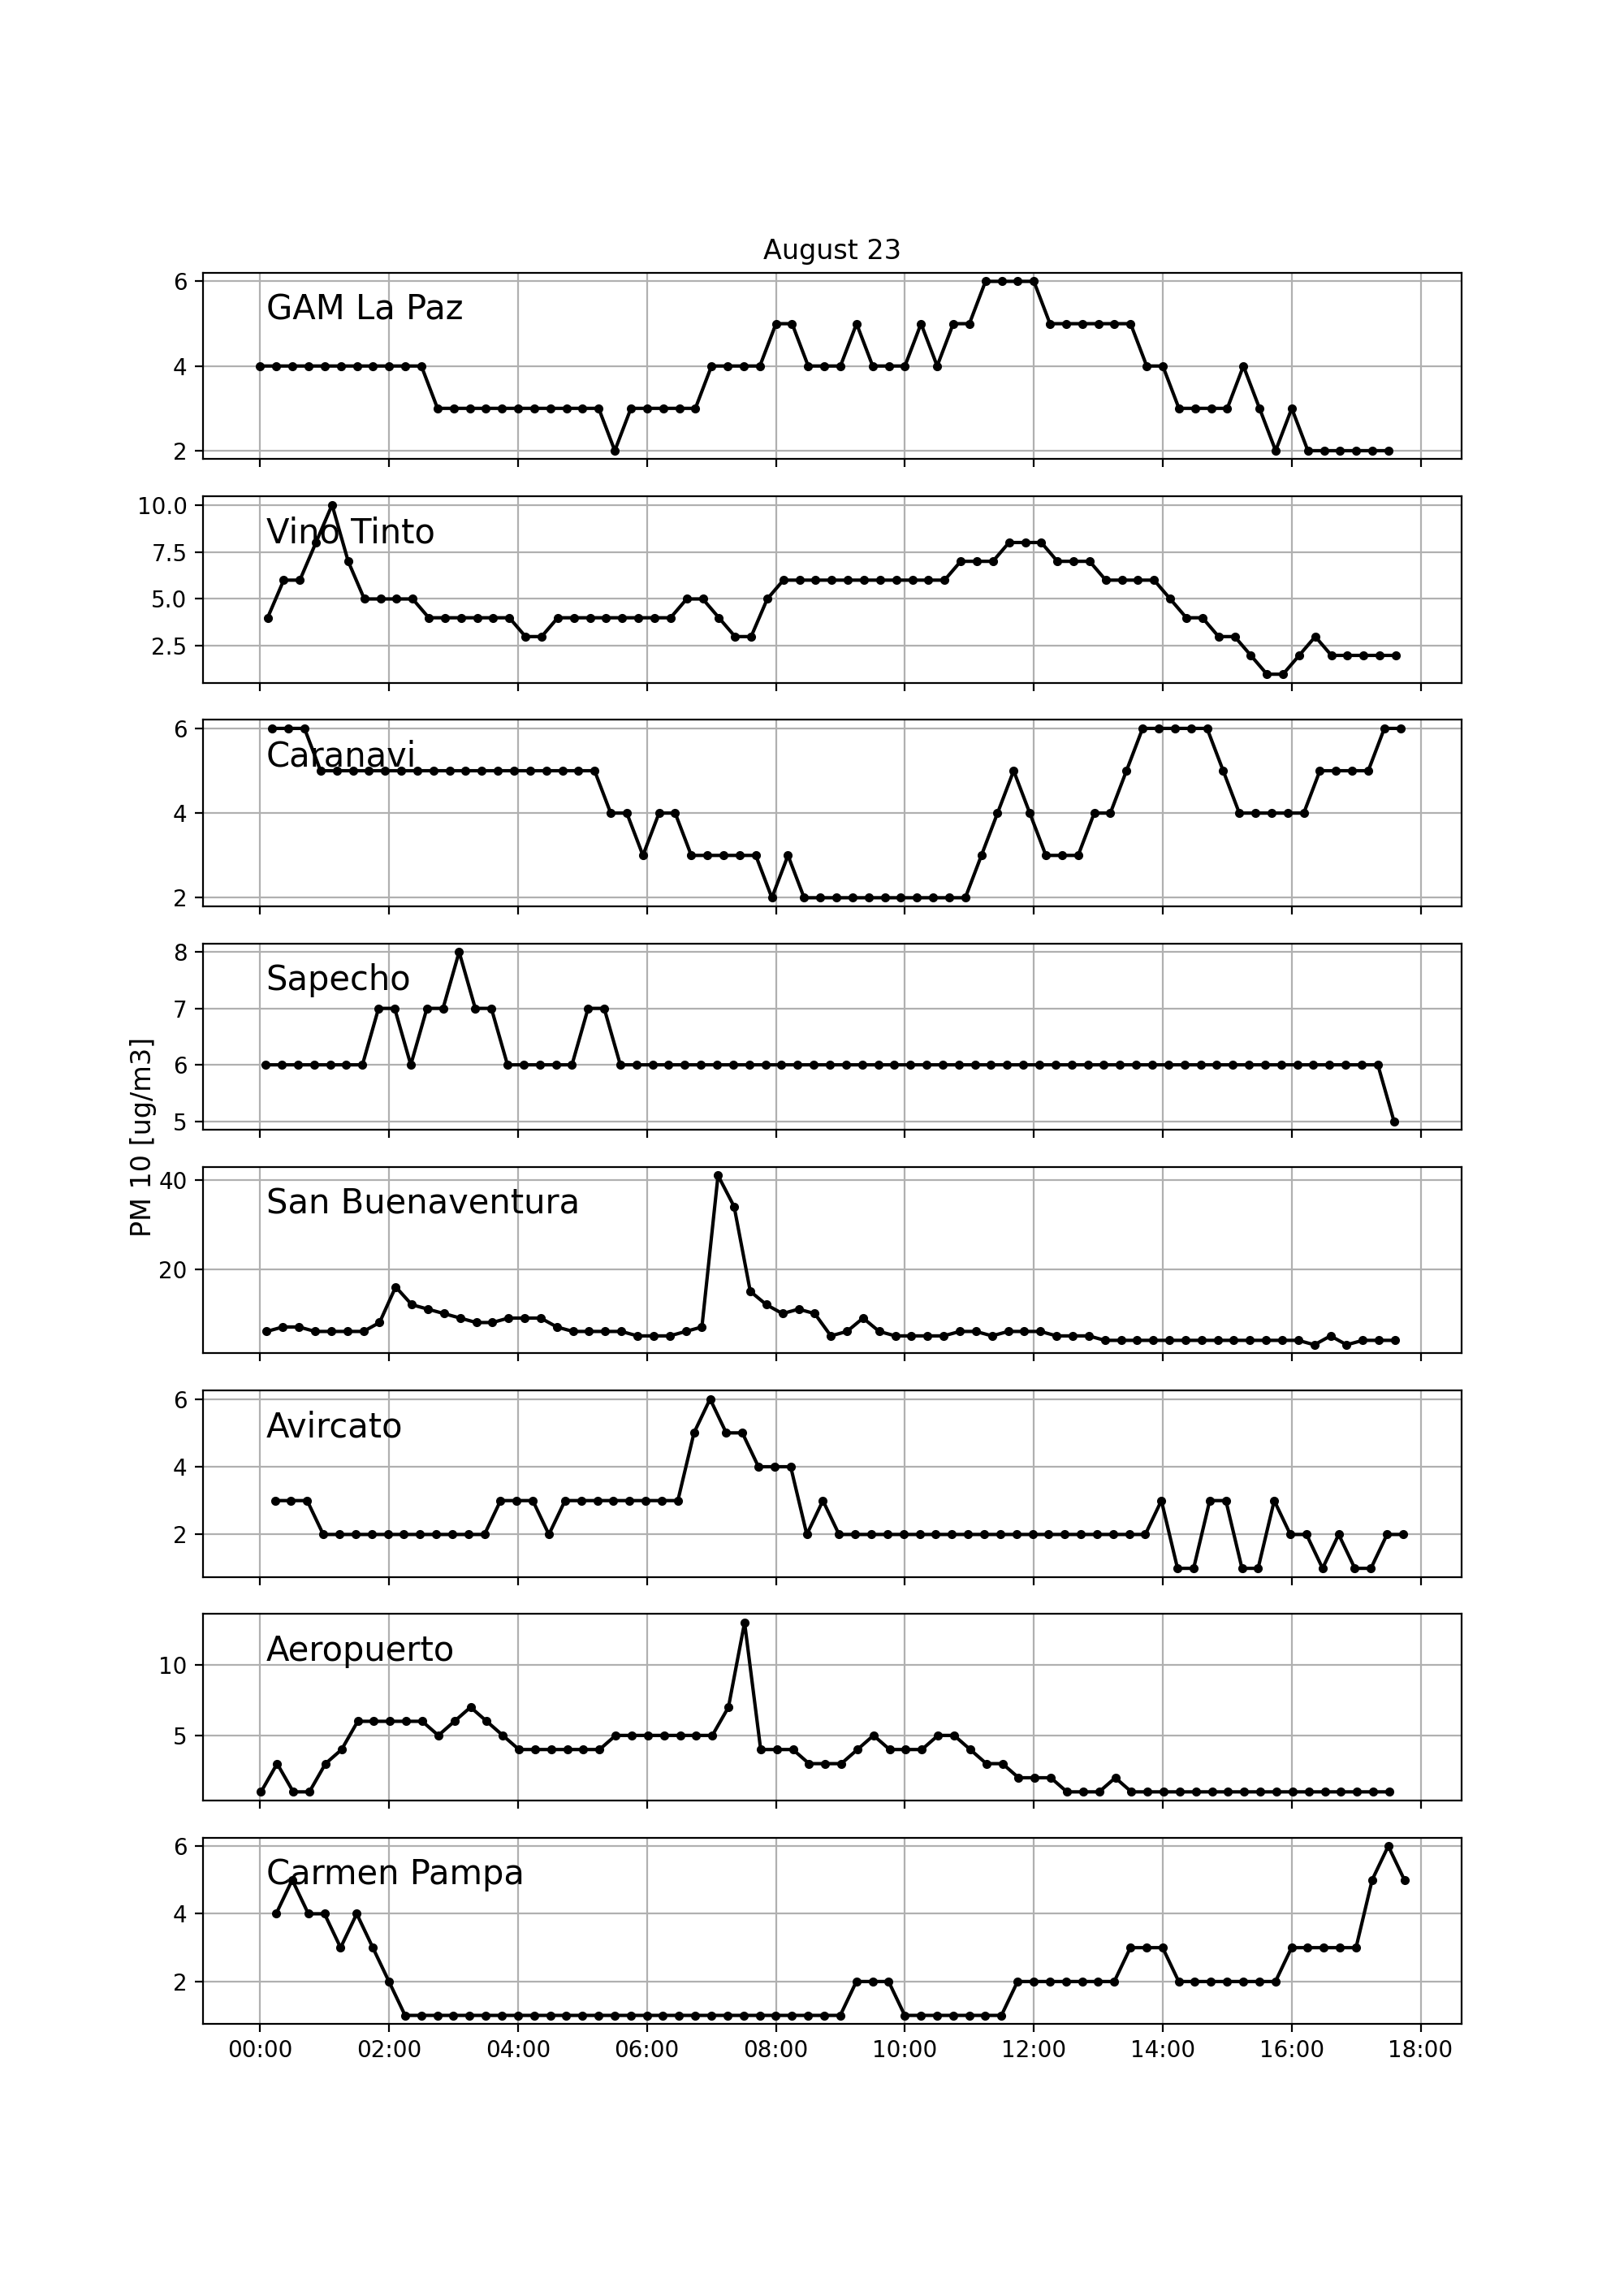 August 23
6
GAM La Paz
4
2
10.0
Vino Tinto
7.5
5.0
2.5
6
Caranavi
4
2
8
Sapecho
7
6
5
PM 10 [ug/m3]
40
San Buenaventura
20
6
Avircato
4
2
Aeropuerto
10
5
6
Carmen Pampa
4
2
00:00 02:00 04:00 06:00 08:00 10:00 12:00 14:00 16:00 18:00